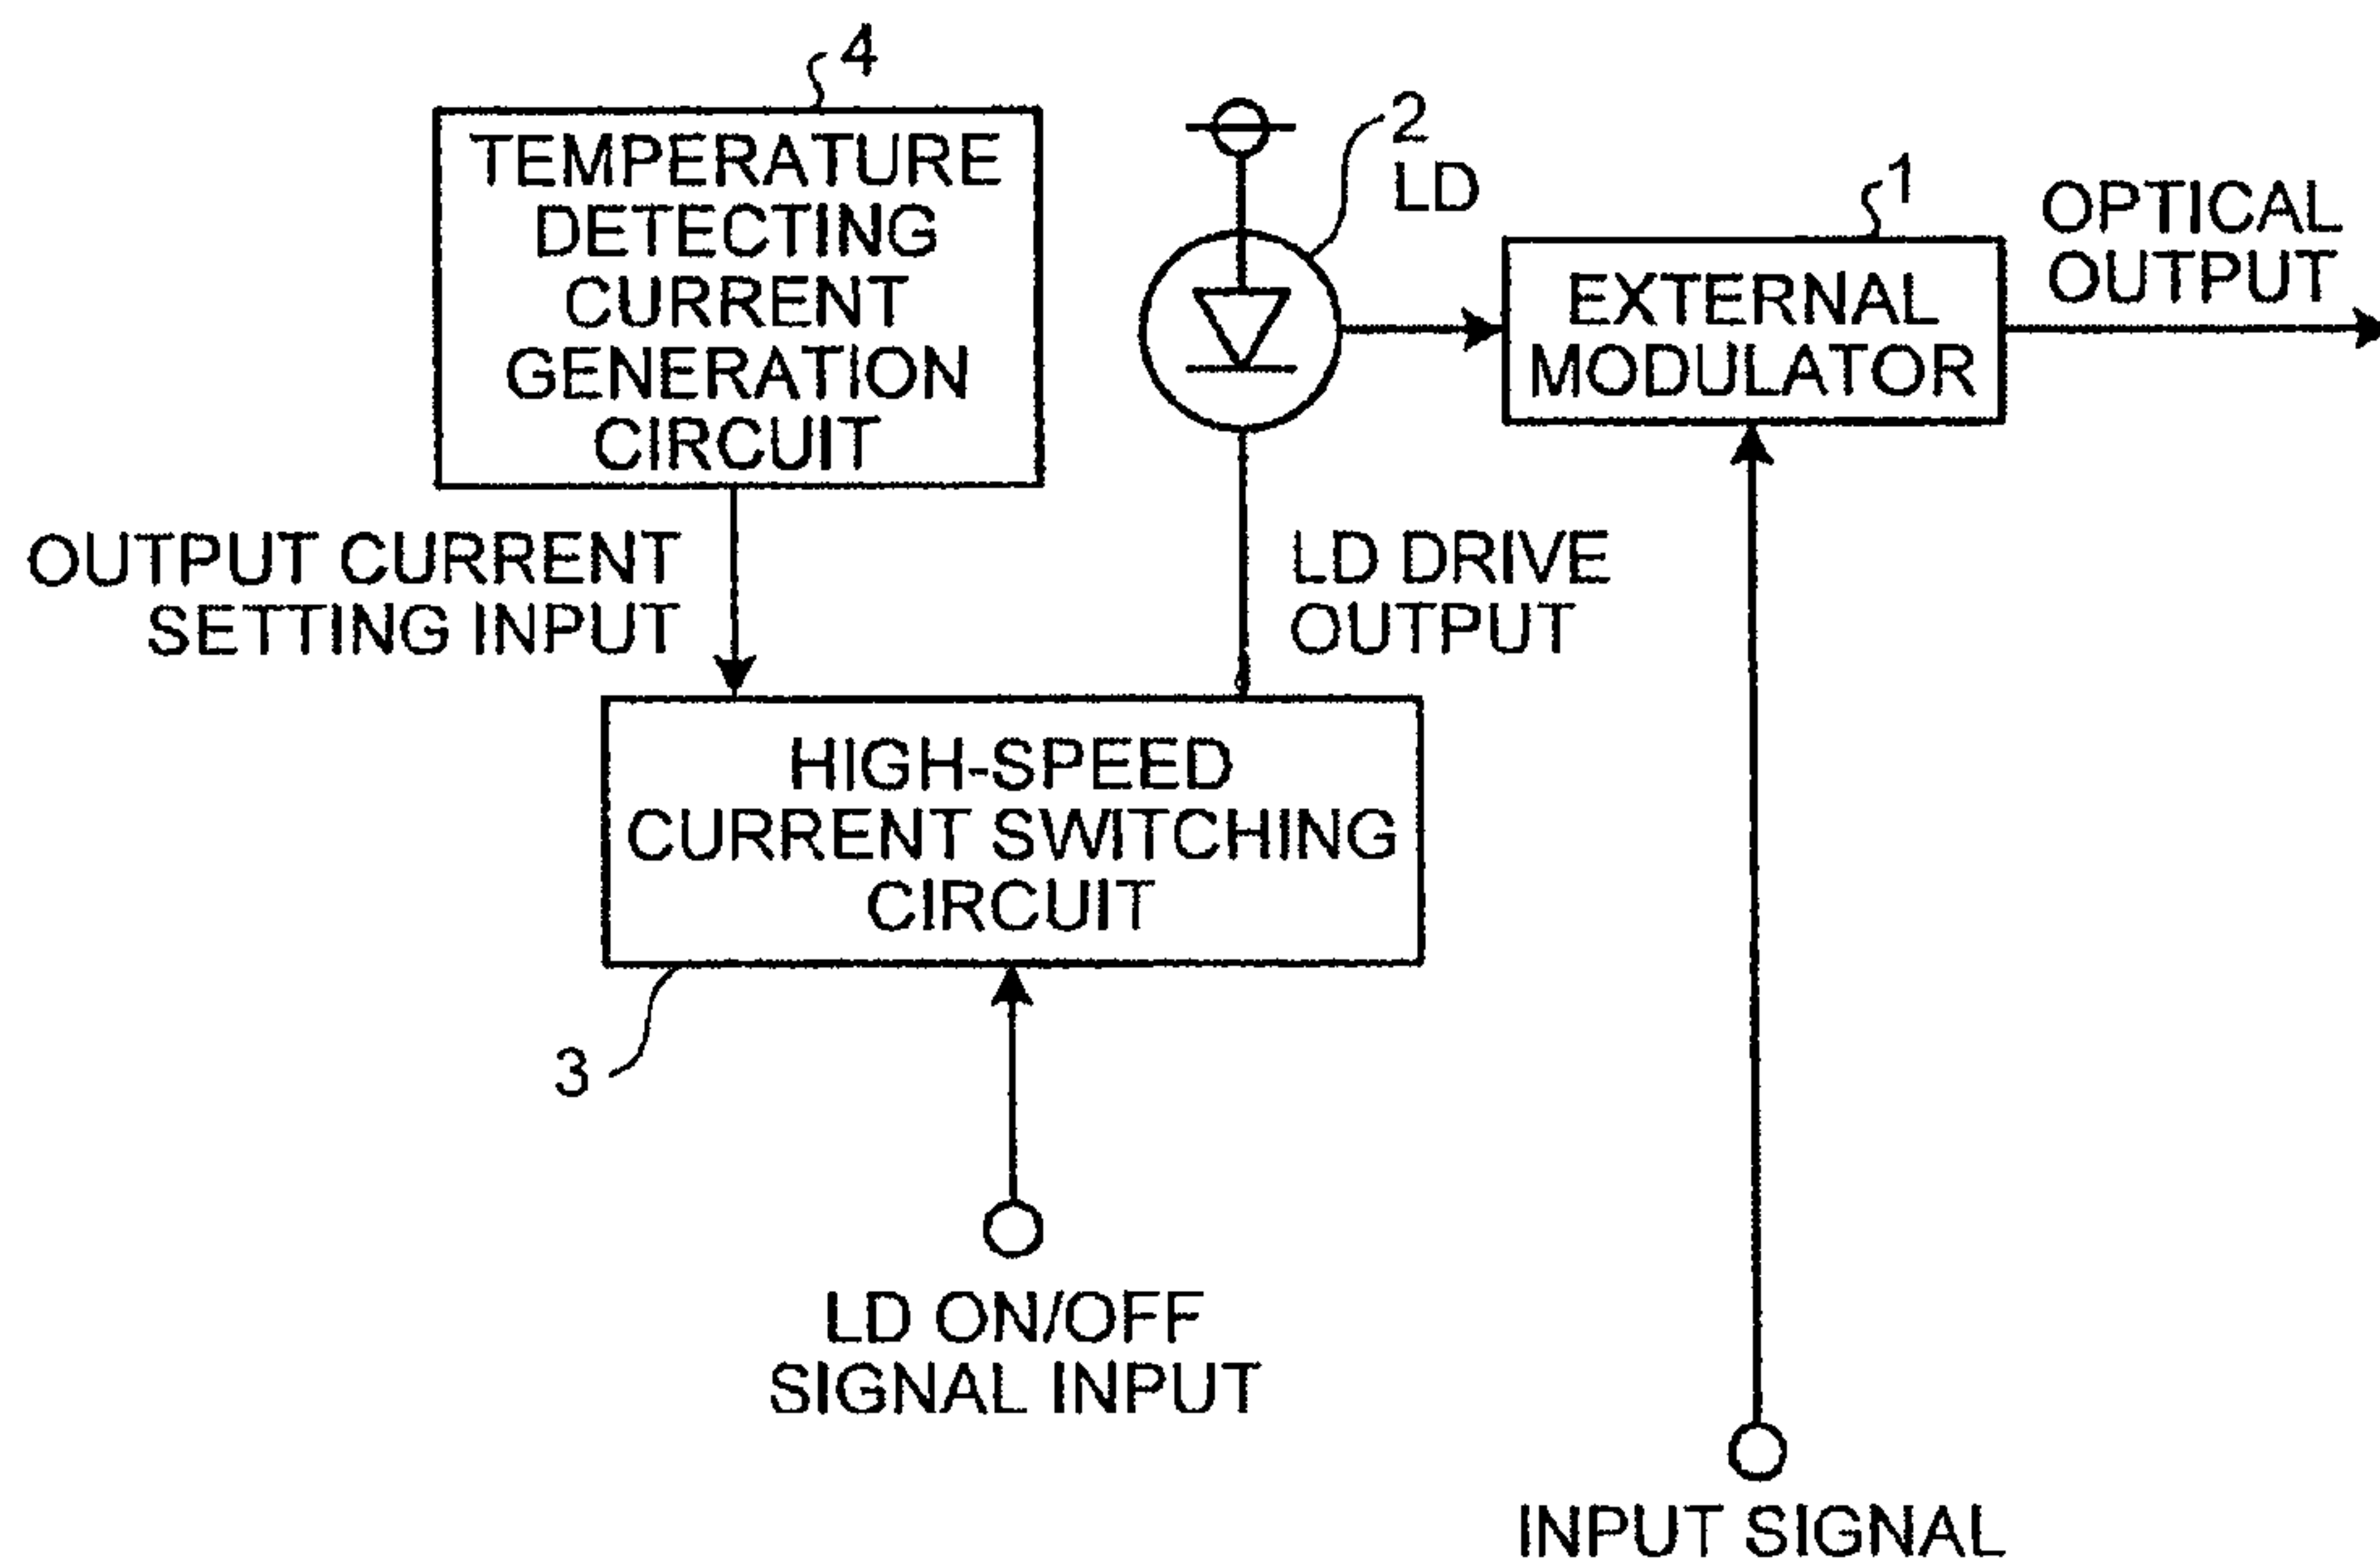 4
TEMPERATURE
DETECTING
CURRENT
GENERATION
CIRCUIT
2
LD
1
EXTERNAL
MODULATOR
OPTICAL
OUTPUT
OUTPUT CURRENT
SETTING INPUT
LD DRIVE
OUTPUT
HIGH-SPEED
CURRENT SWITCHING
CIRCUIT
3
LD ON/OFF
SIGNAL INPUT
INPUT SIGNAL